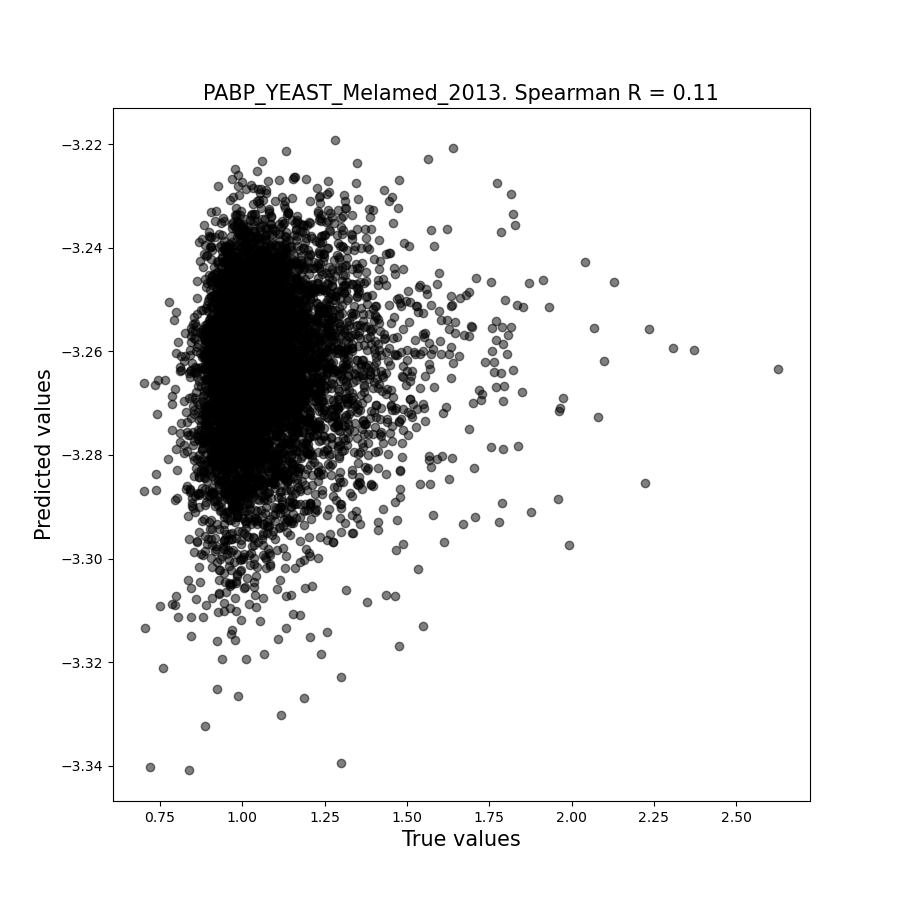 PABP_YEAST_Melamed_2013. Spearman R = 0.11
Predicted values
−3.22
−3.24
−3.26
−3.28
−3.30
−3.32
−3.34
0.75 1.00 1.25 1.50 1.75 2.00 2.25 2.50
True values